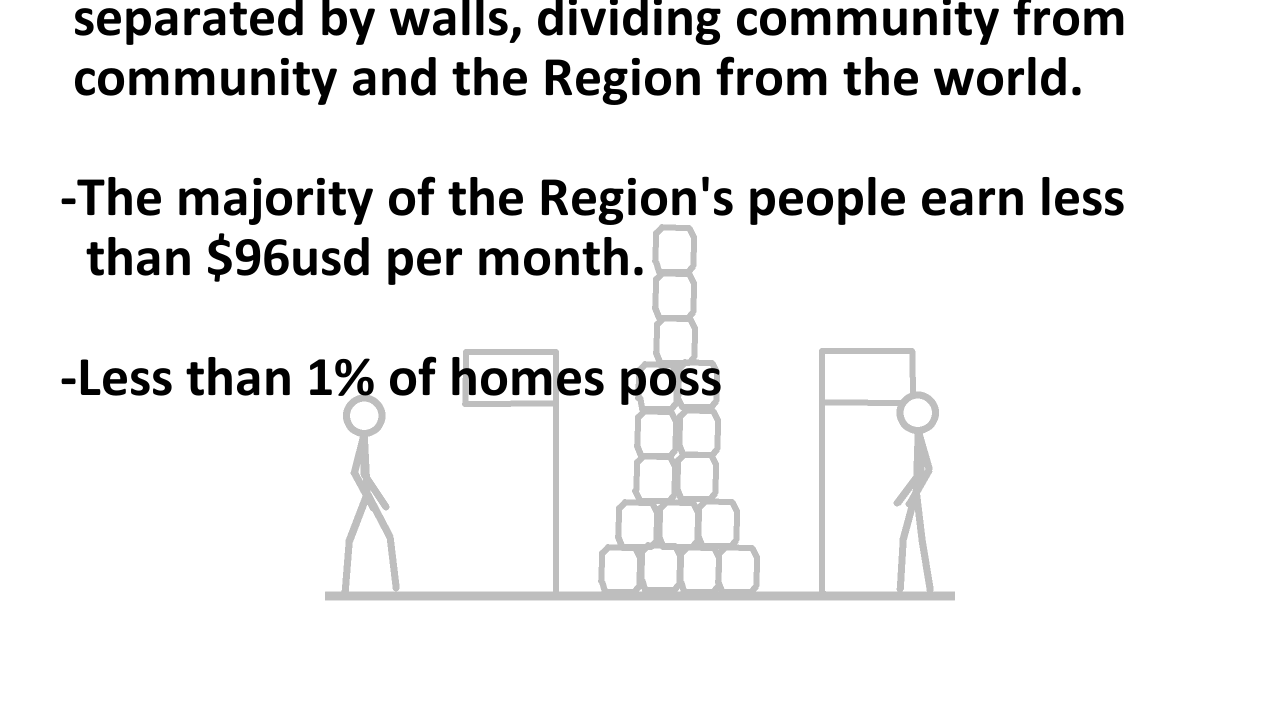 separated by walls, dividing community from
community and the Region from the world.
-The majority of the Region's people earn less
than $96usd per month.
-Less than 1% of homes poss